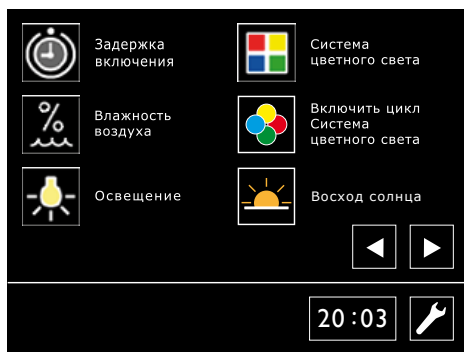 Задержка
включения
Система
цветного света
%
Влажность
воздуха
Включить цикл
Система
цветного света
Освещение
Восход солнца
20:03